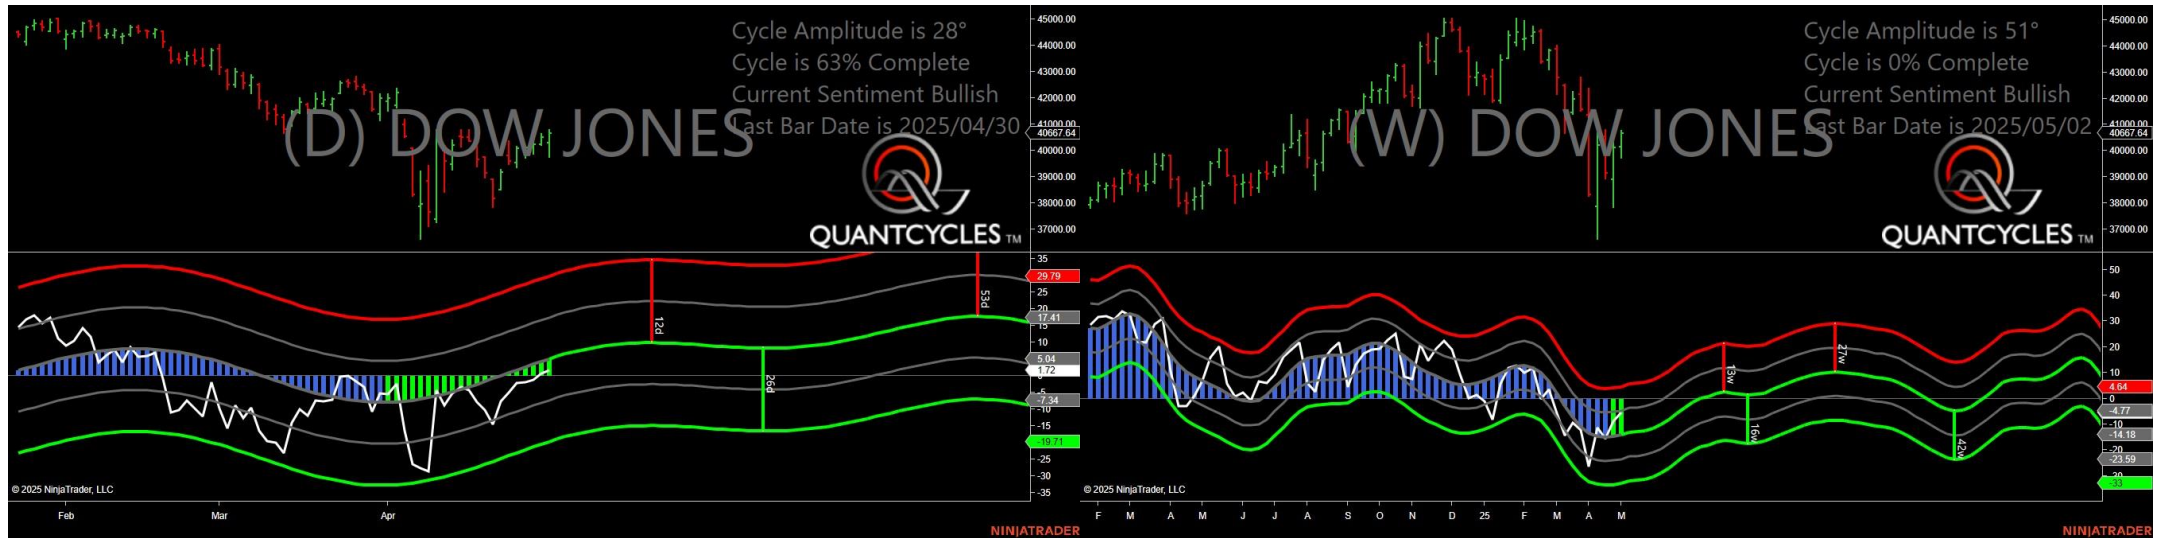 Cycle Amplitude is 28°
Cycle is 63% Complete
Current Sentiment Bullish
Last Bar Date is 2025/04/30
(D) DOW JONES
QUANTCYCLES TM
45000.00
44000.00
43000.00
42000.00
41000.00
40667.64
40000.00
39000.00
38000.00
37000.00
35
29.79
25
20
17.41
15
10
5.04
1.72
-7.34
-10
-15
-19.71
-25
-30
-35
12d
26d
53d
© 2025 NinjaTrader, LLC
Feb Mar Apr
NINJATRADER
Cycle Amplitude is 51°
Cycle is 0% Complete
Current Sentiment Bullish
Last Bar Date is 2025/05/02
(W) DOW JONES
QUANTCYCLES TM
45000.00
44000.00
43000.00
42000.00
41000.00
40667.64
40000.00
39000.00
38000.00
37000.00
50
40
30
20
10
4.64
0
-4.77
-10
-14.18
-20
-23.59
-33
13w
16w
27w
42w
© 2025 NinjaTrader, LLC
F M A M J J A S O N D 25 F M A M
NINJATRADER